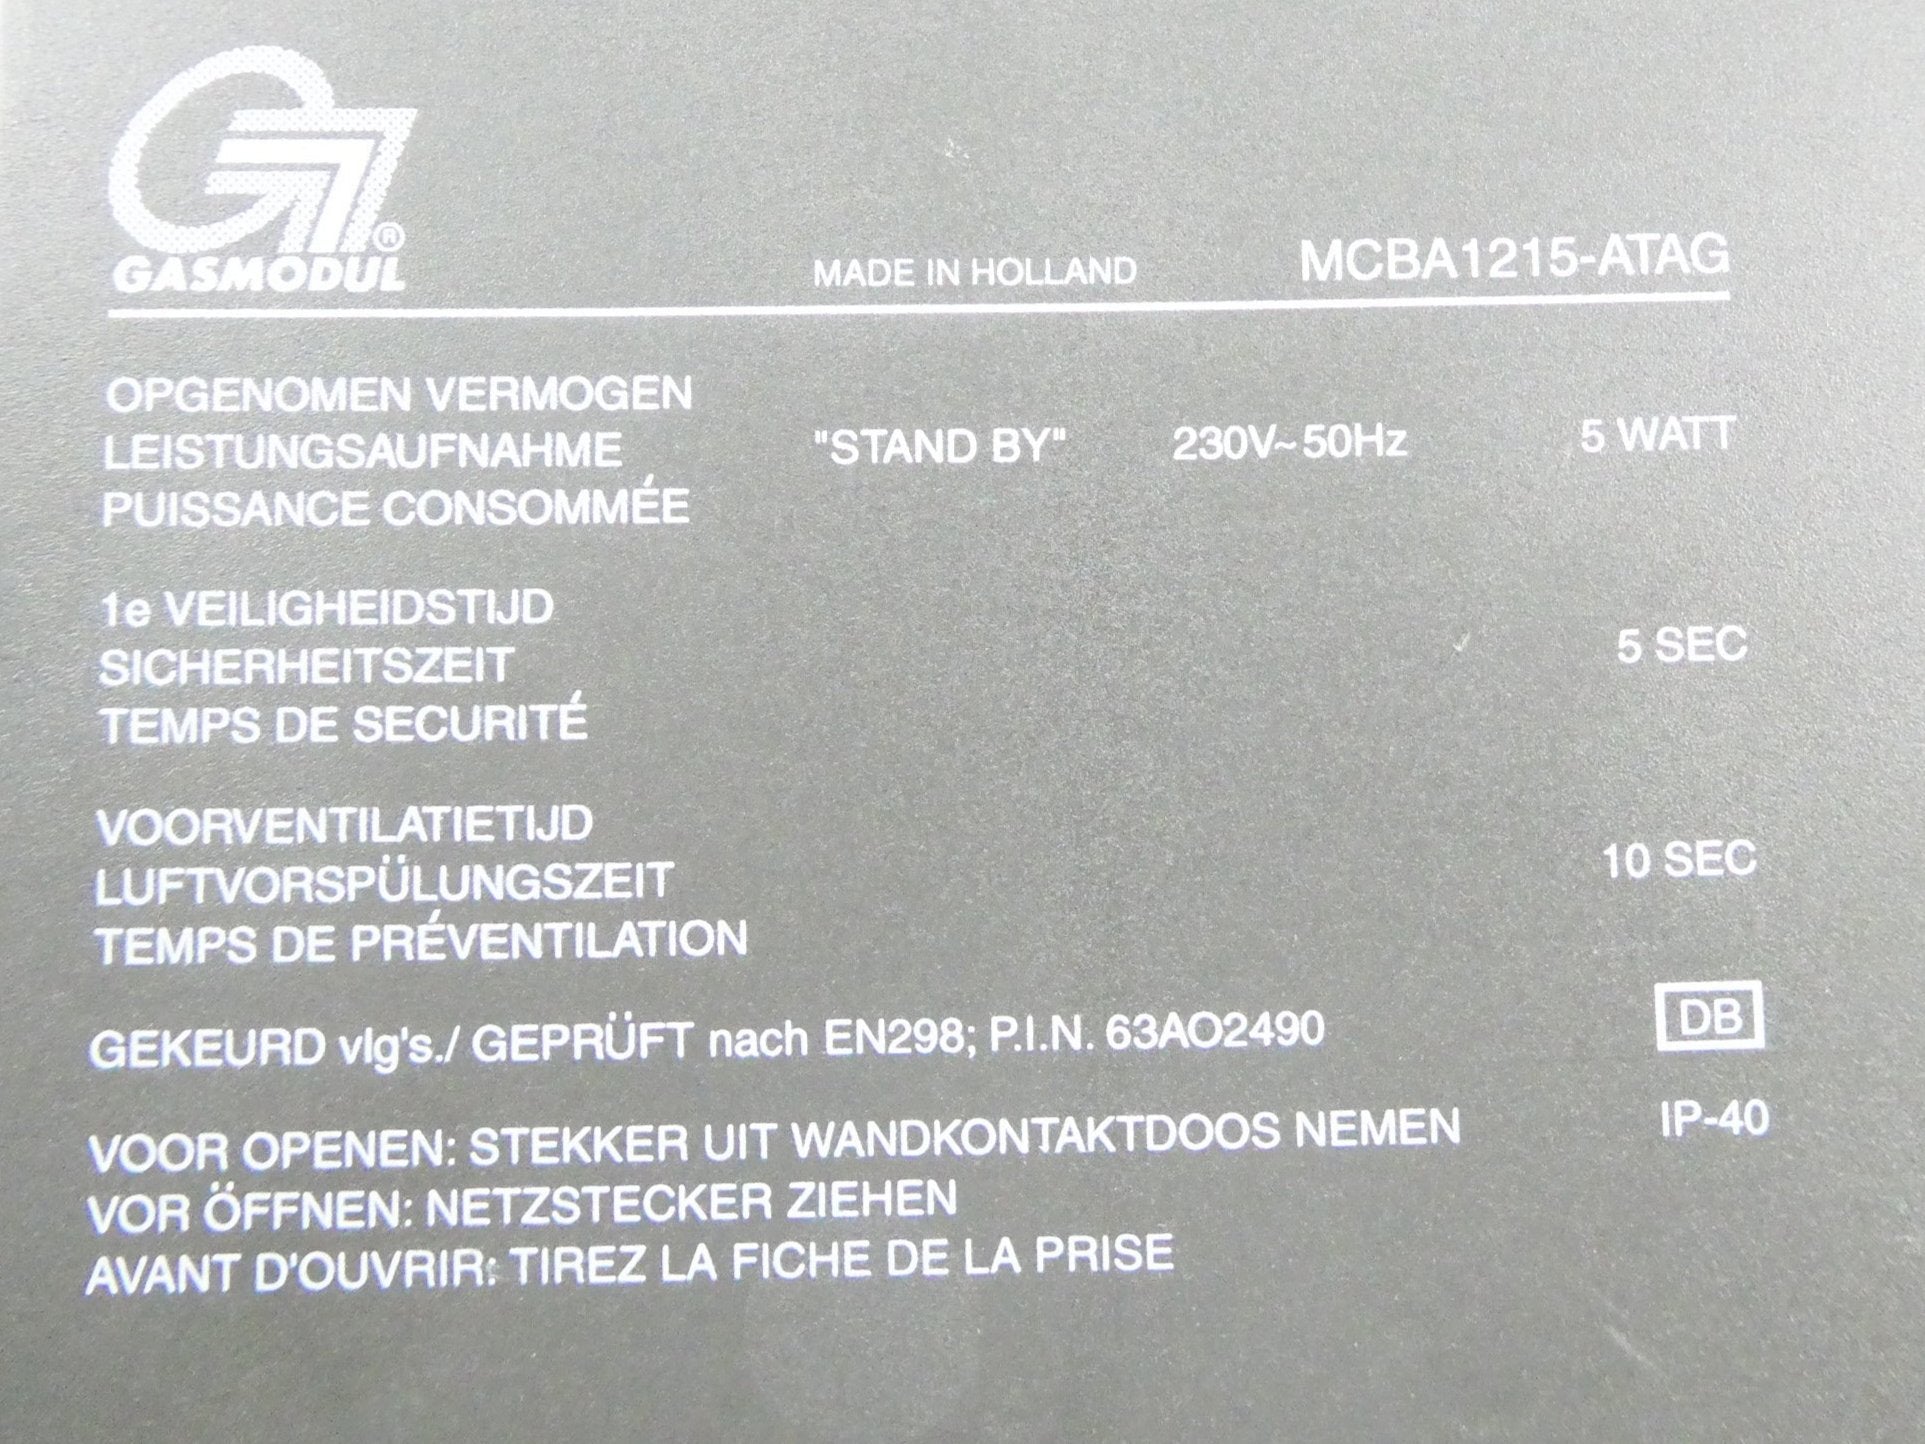 GASMODUL ®
MADE IN HOLLAND MCBA1215-ATAG
OPGENOMEN VERMOGEN
LEISTUNGSAUFNAHME "STAND BY" 230V~50Hz 5 WATT
PUISSANCE CONSOMMÉE
1e VEILIGHEIDSTIJD
SICHERHEITSZEIT 5 SEC
TEMPS DE SECURITÉ
VOORVENTILATIETIJD
LUFTVORSPÜLUNGSZEIT 10 SEC
TEMPS DE PRÉVENTILATION
GEKEURD vlg's./ GEPRÜFT nach EN298; P.I.N. 63AO2490 DB
VOOR OPENEN: STEKKER UIT WANDKONTAKTDOOS NEMEN IP-40
VOR ÖFFNEN: NETZSTECKER ZIEHEN
AVANT D'OUVRIR: TIREZ LA FICHE DE LA PRISE